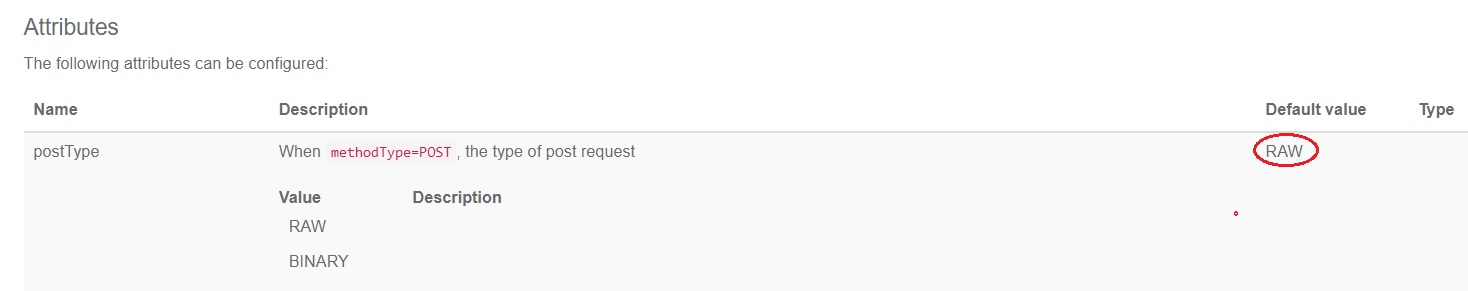 Attributes
The following attributes can be configured:
Name Description Default value Type
postType When methodType=POST , the type of post request RAW
Value Description
RAW
BINARY